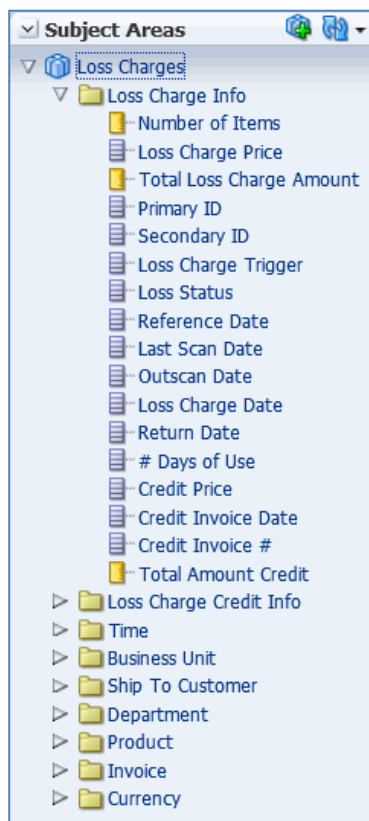 Subject Areas
Loss Charges
Loss Charge Info
Number of Items
Loss Charge Price
Total Loss Charge Amount
Primary ID
Secondary ID
Loss Charge Trigger
Loss Status
Reference Date
Last Scan Date
Outscan Date
Loss Charge Date
Return Date
# Days of Use
Credit Price
Credit Invoice Date
Credit Invoice #
Total Amount Credit
Loss Charge Credit Info
Time
Business Unit
Ship To Customer
Department
Product
Invoice
Currency